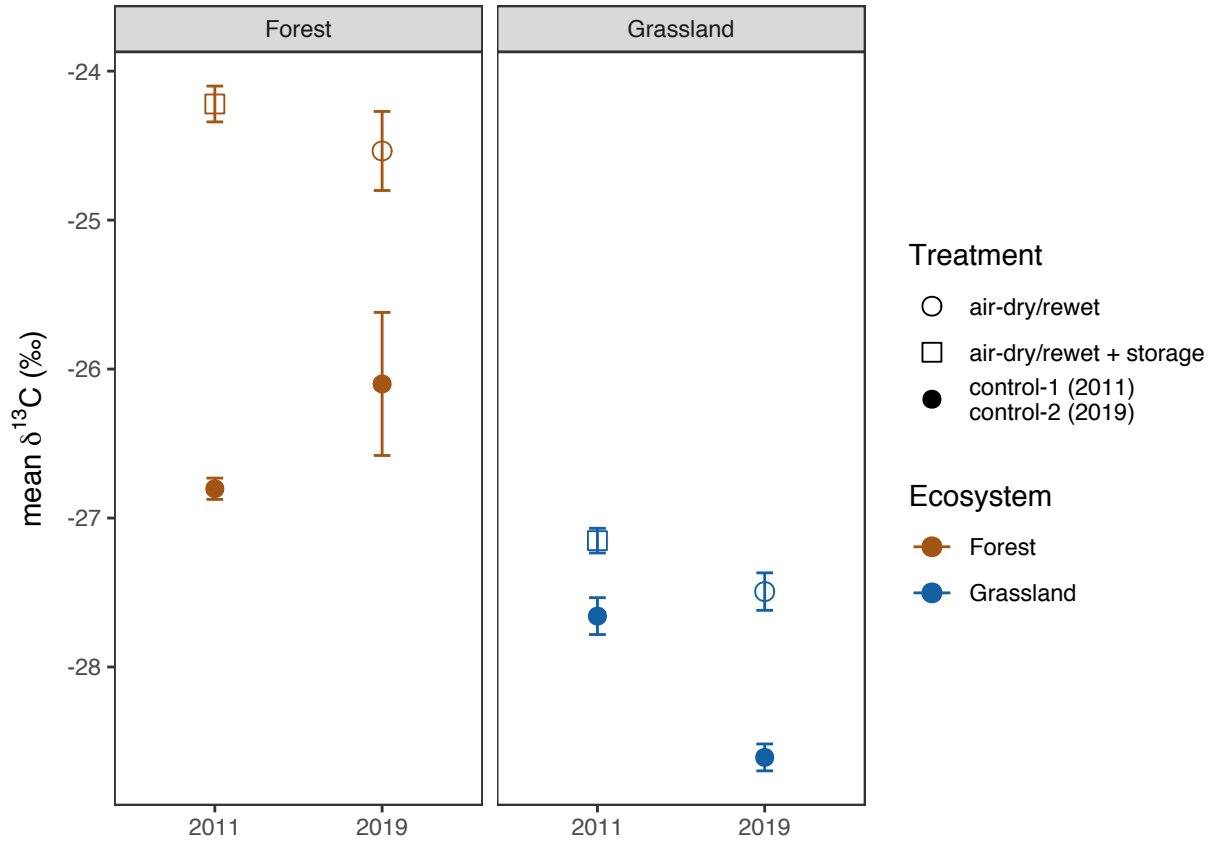 Forest
Grassland
mean δ¹³C (‰)
-24
-25
-26
-27
-28
2011
2019
2011
2019
Treatment
air-dry/rewet
air-dry/rewet + storage
control-1 (2011)
control-2 (2019)
Ecosystem
Forest
Grassland